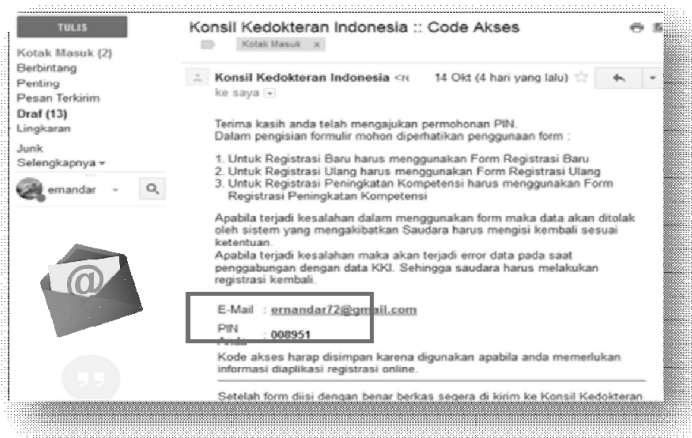 TULIS
Kotak Masuk (2)
Berbintang
Penting
Pesan Terkirim
Draf (13)
Lingkaran
Junk
Selengkapnya
ernandar
Konsil Kedokteran Indonesia :: Code Akses
Kotak Masuk x
Konsil Kedokteran Indonesia 14 Okt (4 hari yang lalu)
ke saya
Terima kasih anda telah mengajukan permohonan PIN.
Dalam pengisian formulir mohon diperhatikan penggunaan form :
1. Untuk Registrasi Baru harus menggunakan Form Registrasi Baru
2. Untuk Registrasi Ulang harus menggunakan Form Registrasi Ulang
3. Untuk Registrasi Peningkatan Kompetensi harus menggunakan Form
Registrasi Peningkatan Kompetensi
Apabila terjadi kesalahan dalam menggunakan form maka data akan ditolak
oleh sistem yang mengakibatkan Saudara harus mengisi kembali sesuai
ketentuan.
Apabila terjadi kesalahan maka akan terjadi error data pada saat
penggabungan dengan data KKI. Sehingga saudara harus melakukan
registrasi kembali.
E-Mail : ernandar72@gmail.com
PIN : 008951
Anda
Kode akses harap disimpan karena digunakan apabila anda memerlukan
informasi diaplikasi registrasi online.
Setelah form diisi dengan benar berkas segera di kirim ke Konsil Kedokteran